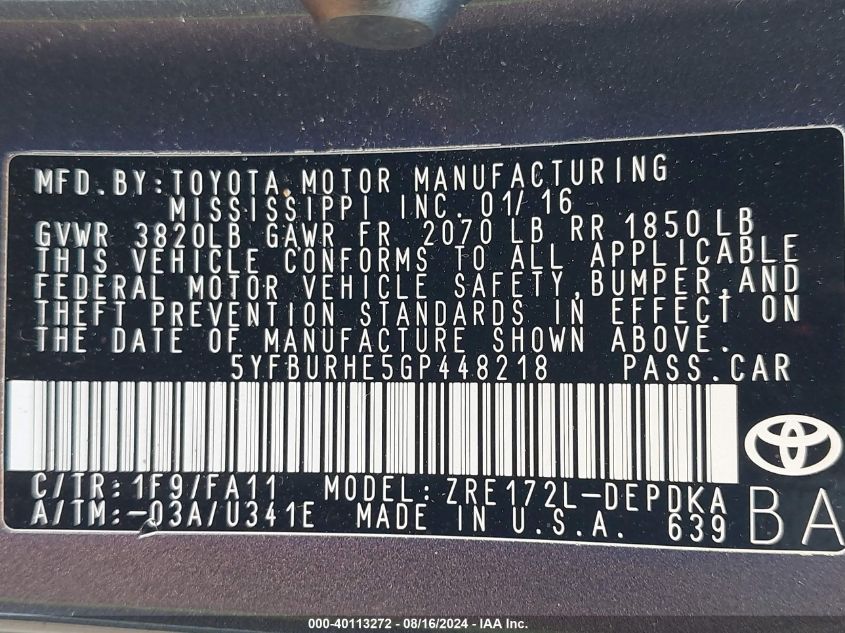 MFD.BY:TOYOTA MOTOR MANUFACTURING
MISSISSIPPI INC. 01/16
GVWR 3820LB GAWR FR 2070 LB RR 1850 LB
THIS VEHICLE CONFORMS TO ALL APPLICABLE
FEDERAL MOTOR VEHICLE SAFETY,BUMPER,AND
THEFT PREVENTION STANDARDS IN EFFECT ON
THE DATE OF MANUFACTURE SHOWN ABOVE.
5YFBURHE5GP448218 PASS.CAR
C/TR:1F9/FA11 MODEL:ZRE172L-DEPDKA
A/TM:-03A/U341E MADE IN U.S.A. 639
BA
000-40113272 - 08/16/2024 - IAA Inc.